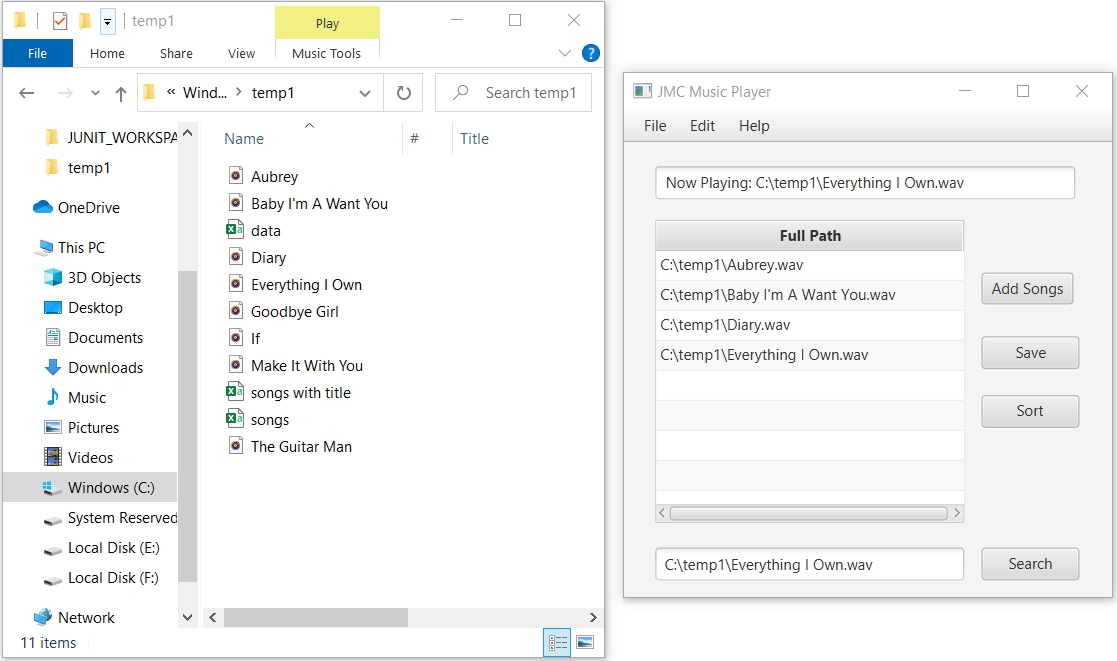 temp1
Play
File
Home
Share
View
Music Tools
?
« Wind... > temp1
Search temp1
JUNIT_WORKSPA
temp1
OneDrive
This PC
3D Objects
Desktop
Documents
Downloads
Music
Pictures
Videos
Windows (C:)
System Reserved
Local Disk (E:)
Local Disk (F:)
Network
Name
#
Title
Aubrey
Baby I'm A Want You
data
Diary
Everything I Own
Goodbye Girl
If
Make It With You
songs with title
songs
The Guitar Man
11 items
JMC Music Player
File
Edit
Help
Now Playing: C:\temp1\Everything I Own.wav
Full Path
C:\temp1\Aubrey.wav
C:\temp1\Baby I'm A Want You.wav
C:\temp1\Diary.wav
C:\temp1\Everything I Own.wav
Add Songs
Save
Sort
C:\temp1\Everything I Own.wav
Search